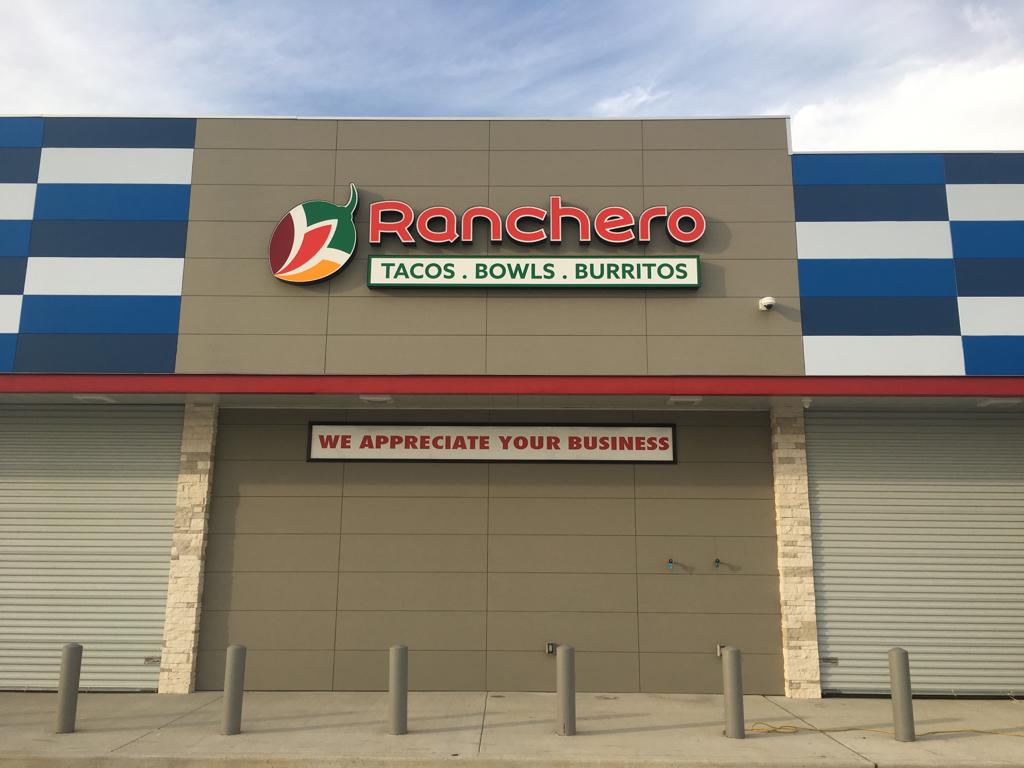 Ranchero
TACOS . BOWLS . BURRITOS
WE APPRECIATE YOUR BUSINESS